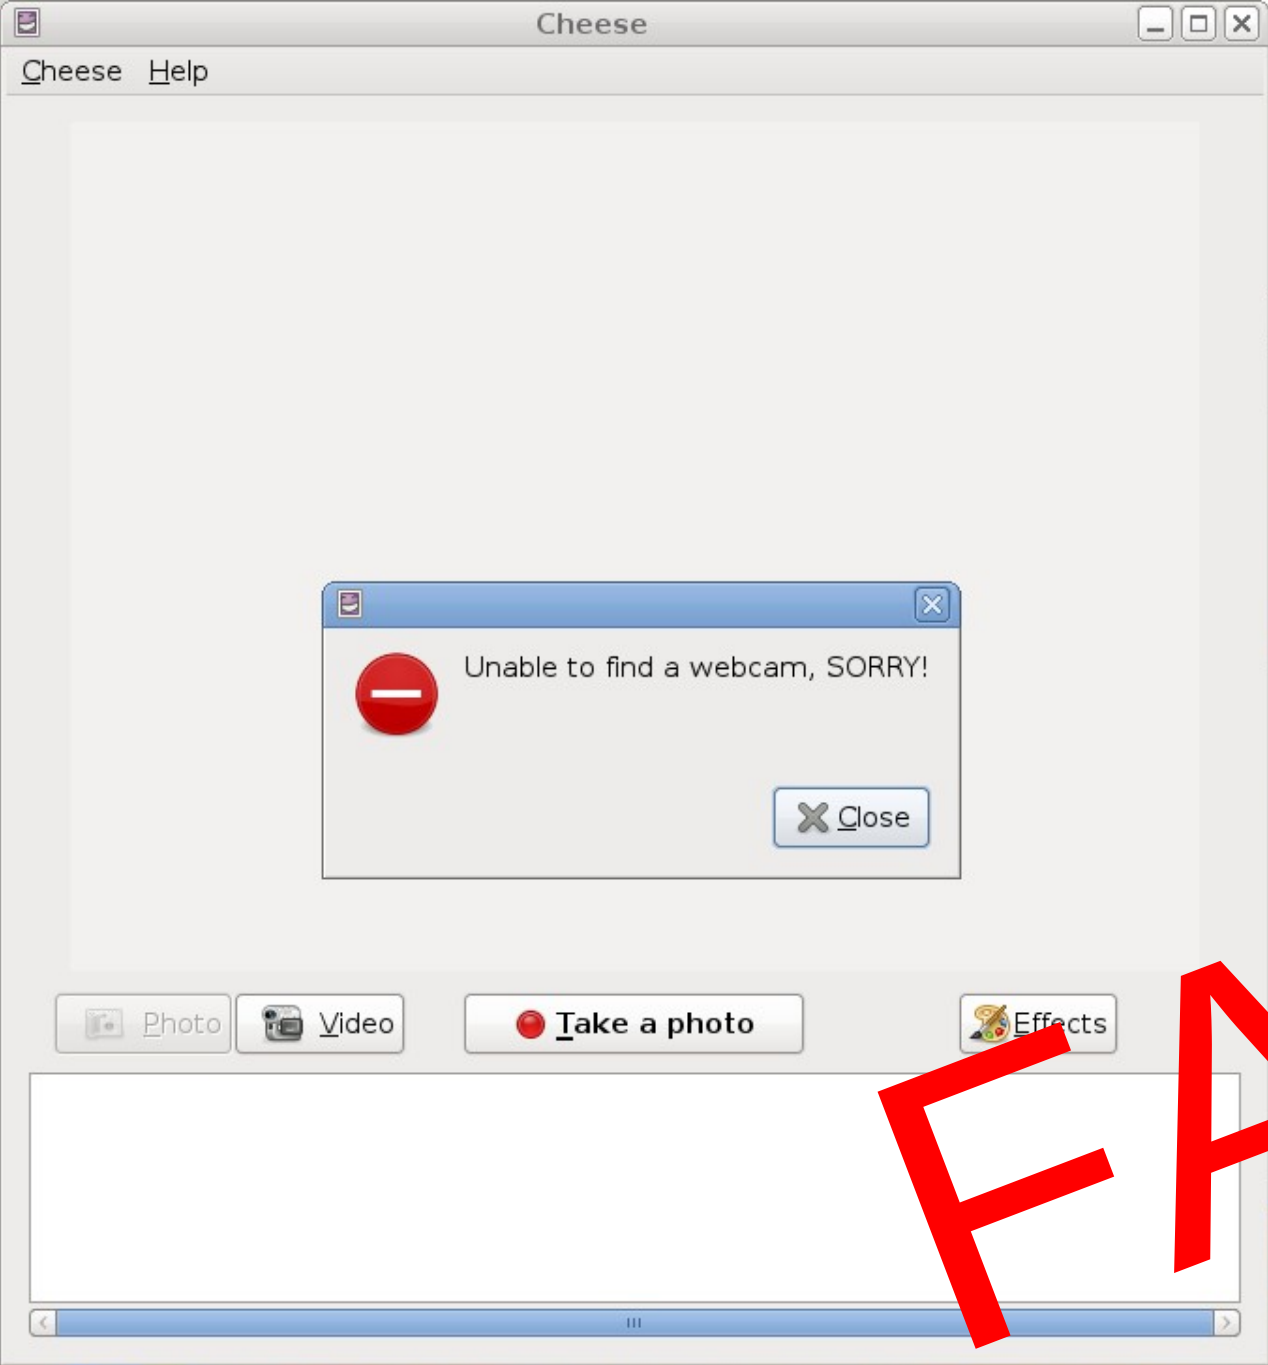 Cheese
Cheese Help
Unable to find a webcam, SORRY!
Close
Photo Video Take a photo Effects
FA